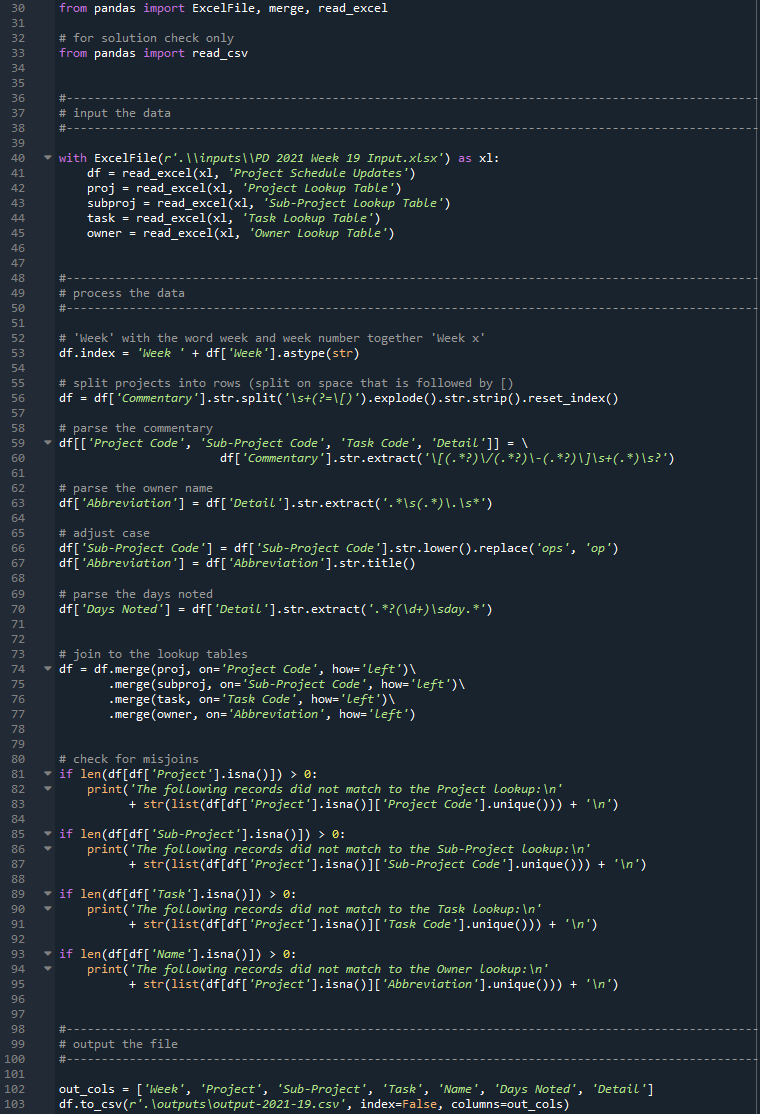 30 from pandas import ExcelFile, merge, read_excel
31
32 # for solution check only
33 from pandas import read_csv
34
35
36 #---------------------------------------------------------------------------------------------------
37 # input the data
38 #---------------------------------------------------------------------------------------------------
39
40 with ExcelFile(r'.\\inputs\\PD 2021 Week 19 Input.xlsx') as xl:
41     df = read_excel(xl, 'Project Schedule Updates')
42     proj = read_excel(xl, 'Project Lookup Table')
43     subproj = read_excel(xl, 'Sub-Project Lookup Table')
44     task = read_excel(xl, 'Task Lookup Table')
45     owner = read_excel(xl, 'Owner Lookup Table')
46
47
48 #---------------------------------------------------------------------------------------------------
49 # process the data
50 #---------------------------------------------------------------------------------------------------
51
52 # 'Week' with the word week and week number together 'Week x'
53 df.index = 'Week ' + df['Week'].astype(str)
54
55 # split projects into rows (split on space that is followed by [)
56 df = df['Commentary'].str.split('\s+(?=\[)').explode().str.strip().reset_index()
57
58 # parse the commentary
59 df[['Project Code', 'Sub-Project Code', 'Task Code', 'Detail']] = \
60                        df['Commentary'].str.extract('\[(.*?)\/(.*?)\-(.*?)\]\s+(.*)\s?')
61
62 # parse the owner name
63 df['Abbreviation'] = df['Detail'].str.extract('.*\s(.*)\.\s*')
64
65 # adjust case
66 df['Sub-Project Code'] = df['Sub-Project Code'].str.lower().replace('ops', 'op')
67 df['Abbreviation'] = df['Abbreviation'].str.title()
68
69 # parse the days noted
70 df['Days Noted'] = df['Detail'].str.extract('.*?(\d+)\sday.*')
71
72
73 # join to the lookup tables
74 df = df.merge(proj, on='Project Code', how='left')\
75        .merge(subproj, on='Sub-Project Code', how='left')\
76        .merge(task, on='Task Code', how='left')\
77        .merge(owner, on='Abbreviation', how='left')
78
79
80 # check for misjoins
81 if len(df[df['Project'].isna()]) > 0:
82     print('The following records did not match to the Project lookup:\n'
83           + str(list(df[df['Project'].isna()]['Project Code'].unique())) + '\n')
84
85 if len(df[df['Sub-Project'].isna()]) > 0:
86     print('The following records did not match to the Sub-Project lookup:\n'
87           + str(list(df[df['Project'].isna()]['Sub-Project Code'].unique())) + '\n')
88
89 if len(df[df['Task'].isna()]) > 0:
90     print('The following records did not match to the Task lookup:\n'
91           + str(list(df[df['Project'].isna()]['Task Code'].unique())) + '\n')
92
93 if len(df[df['Name'].isna()]) > 0:
94     print('The following records did not match to the Owner lookup:\n'
95           + str(list(df[df['Project'].isna()]['Abbreviation'].unique())) + '\n')
96
97
98 #---------------------------------------------------------------------------------------------------
99 # output the file
100 #---------------------------------------------------------------------------------------------------
101
102 out_cols = ['Week', 'Project', 'Sub-Project', 'Task', 'Name', 'Days Noted', 'Detail']
103 df.to_csv(r'.\outputs\output-2021-19.csv', index=False, columns=out_cols)